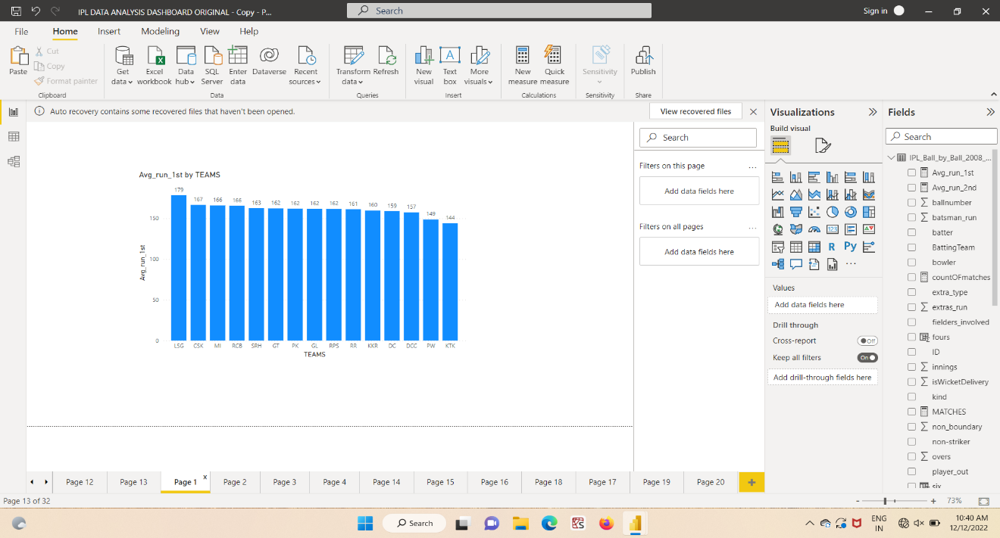 IPL DATA ANALYSIS DASHBOARD ORIGINAL - Copy - P...
Search
Sign in
File Home Insert Modeling View Help
Paste
Cut
Copy
Format painter
Clipboard
Get data
Excel workbook
Data hub
SQL Server
Enter data
Dataverse
Recent sources
Data
Transform data
Refresh
Queries
New visual
Text box
More visuals
Insert
New measure
Quick measure
Calculations
Sensitivity
Sensitivity
Publish
Share
Auto recovery contains some recovered files that haven't been opened.
View recovered files
Avg_run_1st by TEAMS
179 167 166 166 163 162 162 162 162 161 160 159 157 149 144
150
100
50
0
Avg_run_1st
LSG CSK MI RCB SRH GT PK GL RPS RR KKR DC DCC PW KTK
TEAMS
Search
Filters on this page
...
Add data fields here
Filters on all pages
...
Add data fields here
Visualizations
Build visual
123
R
Py
...
Values
Add data fields here
Drill through
Cross-report
Off
Keep all filters
On
Add drill-through fields here
Fields
Search
IPL_Ball_by_Ball_2008_...
Avg_run_1st
Avg_run_2nd
ballnumber
batsman_run
batter
BattingTeam
bowler
countOFmatches
extra_type
extras_run
fielders_involved
fours
ID
innings
isWicketDelivery
kind
MATCHES
non_boundary
non-striker
overs
player_out
six
Page 12 Page 13 Page 1 x Page 2 Page 3 Page 4 Page 14 Page 15 Page 16 Page 18 Page 17 Page 19 Page 20 +
Page 13 of 32
- + 73%
Search
ENG
IN
10:40 AM
12/12/2022